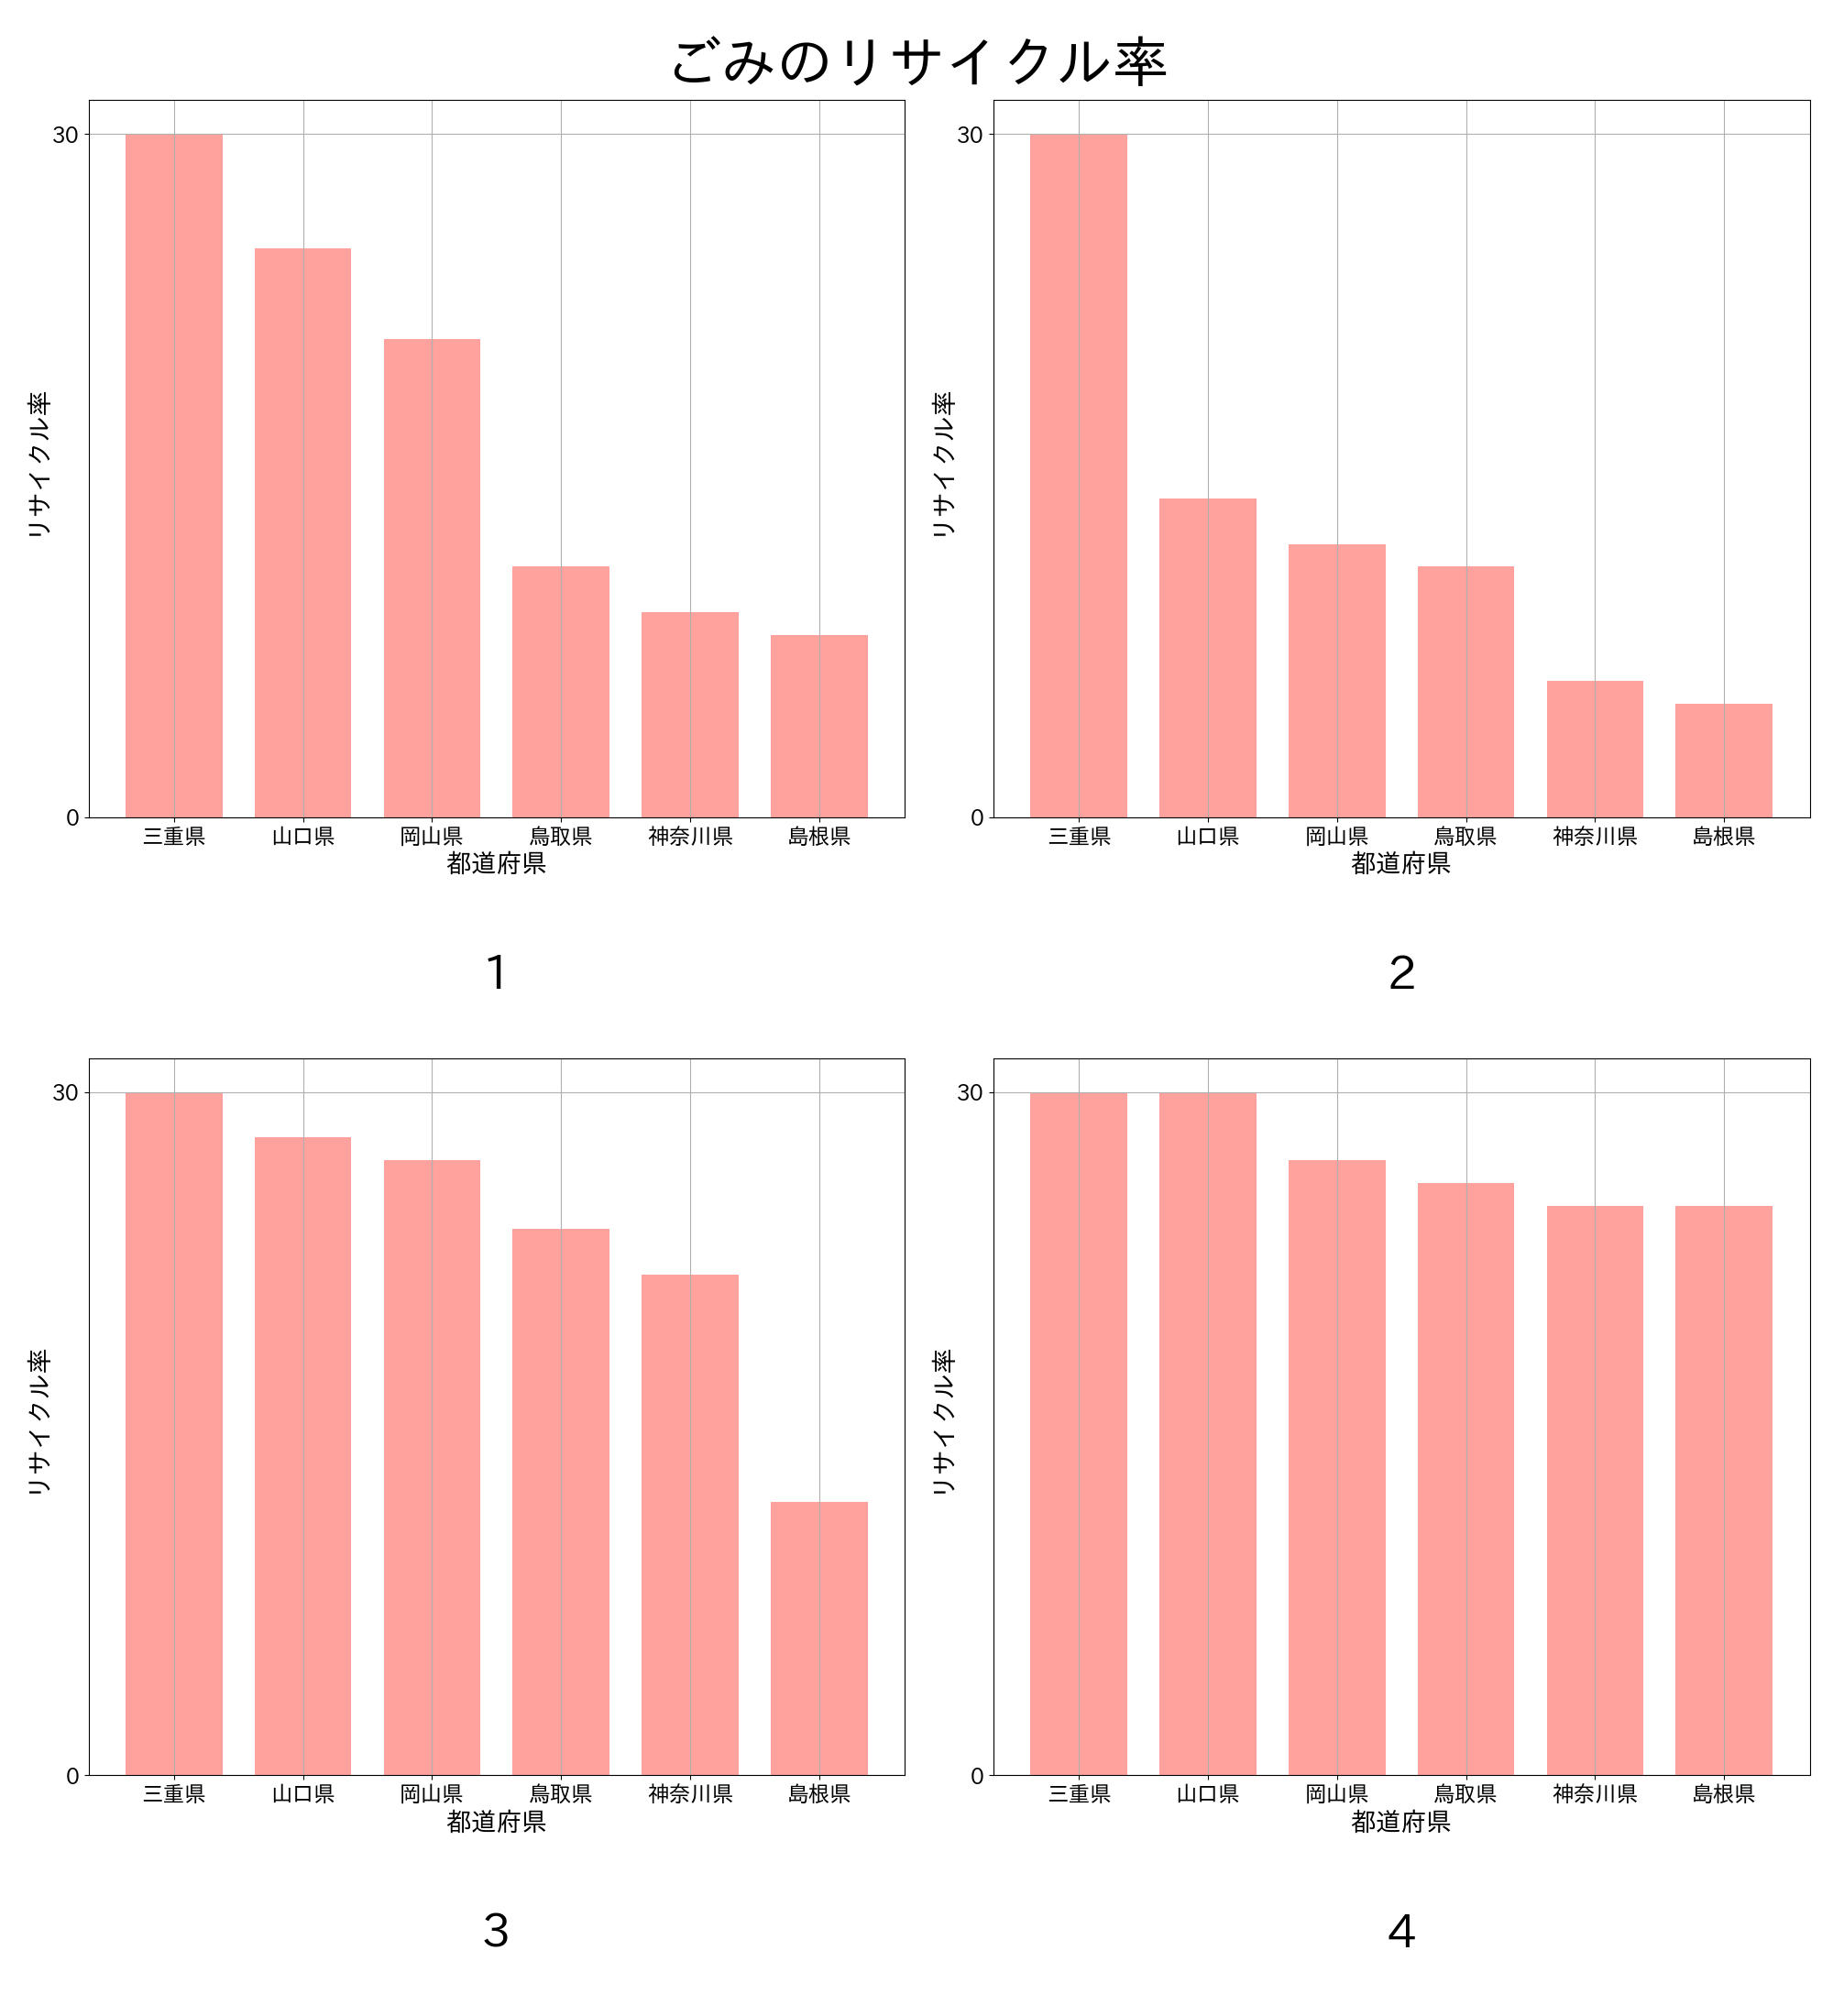 ごみのリサイクル率
30
0
リサイクル率
三重県 山口県 岡山県 鳥取県 神奈川県 島根県
都道府県
1
30
0
リサイクル率
三重県 山口県 岡山県 鳥取県 神奈川県 島根県
都道府県
2
30
0
リサイクル率
三重県 山口県 岡山県 鳥取県 神奈川県 島根県
都道府県
3
30
0
リサイクル率
三重県 山口県 岡山県 鳥取県 神奈川県 島根県
都道府県
4